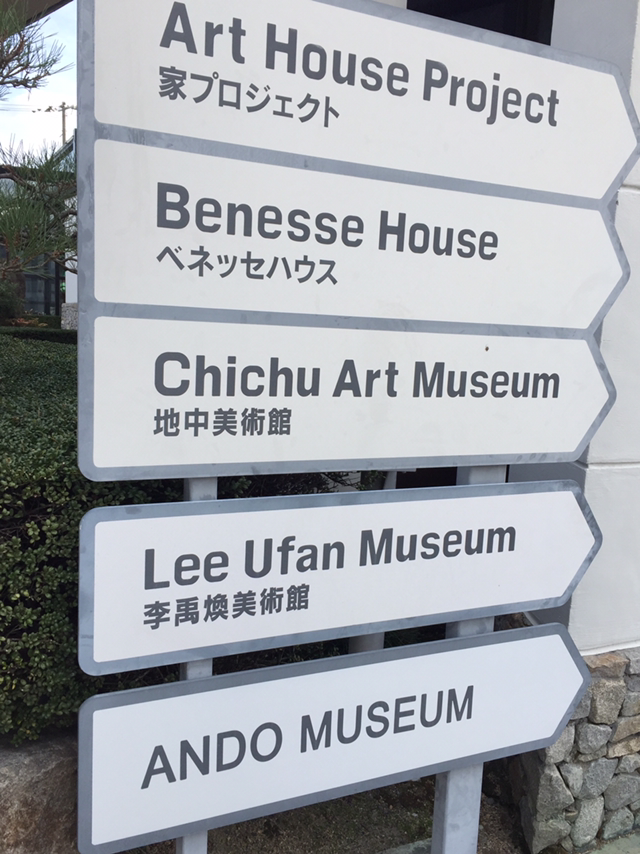 Art House Project
家プロジェクト
Benesse House
ベネッセハウス
Chichu Art Museum
地中美術館
Lee Ufan Museum
李禹煥美術館
ANDO MUSEUM